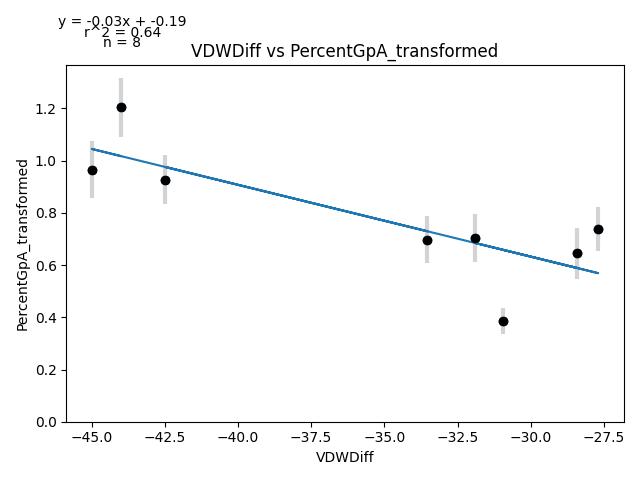 y = -0.03x + -0.19
r^2 = 0.64
n = 8
VDWDiff vs PercentGpA_transformed
PercentGpA_transformed
1.2
1.0
0.8
0.6
0.4
0.2
0.0
−45.0 −42.5 −40.0 −37.5 −35.0 −32.5 −30.0 −27.5
VDWDiff